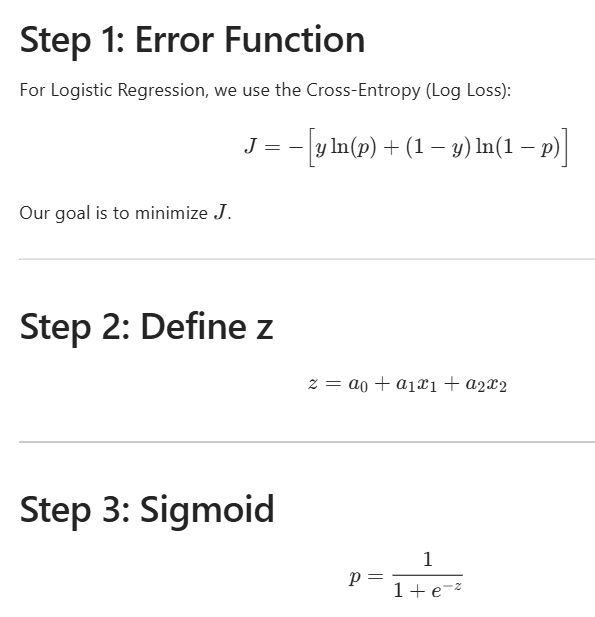 Step 1: Error Function
For Logistic Regression, we use the Cross-Entropy (Log Loss):
J = −[y ln(p) + (1 − y) ln(1 − p)]
Our goal is to minimize J.
Step 2: Define z
z = a₀ + a₁x₁ + a₂x₂
Step 3: Sigmoid
p = 1 / (1 + e⁻ᶻ)